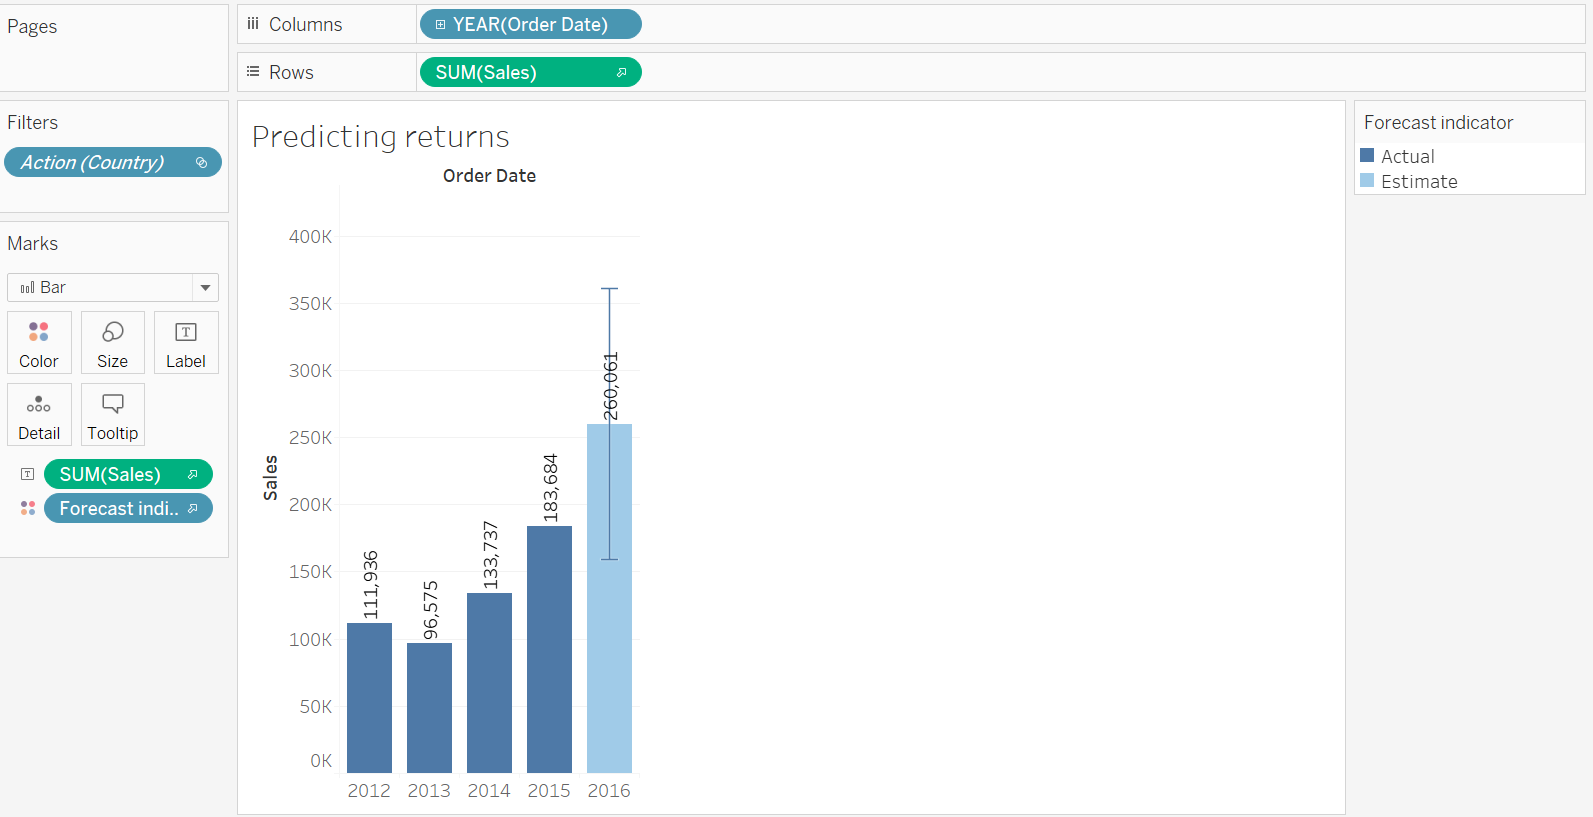 Pages
Columns
YEAR(Order Date)
Rows
SUM(Sales)
Filters
Action (Country)
Marks
Bar
Color
Size
T
Label
Detail
Tooltip
T
SUM(Sales)
Forecast indi..
Predicting returns
Order Date
Sales
400K
350K
300K
250K
200K
150K
100K
50K
0K
111,936
96,575
133,737
183,684
260,061
2012
2013
2014
2015
2016
Forecast indicator
Actual
Estimate